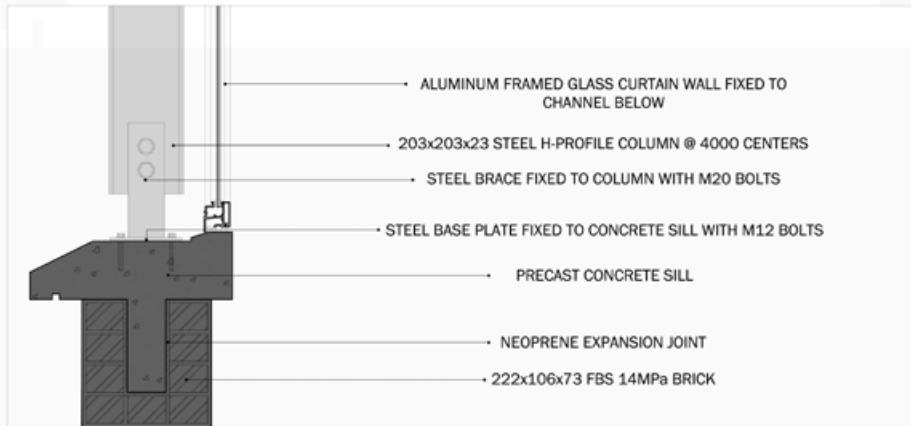 ALUMINUM FRAMED GLASS CURTAIN WALL FIXED TO
CHANNEL BELOW
203x203x23 STEEL H-PROFILE COLUMN @ 4000 CENTERS
STEEL BRACE FIXED TO COLUMN WITH M20 BOLTS
STEEL BASE PLATE FIXED TO CONCRETE SILL WITH M12 BOLTS
PRECAST CONCRETE SILL
NEOPRENE EXPANSION JOINT
222x106x73 FBS 14MPa BRICK